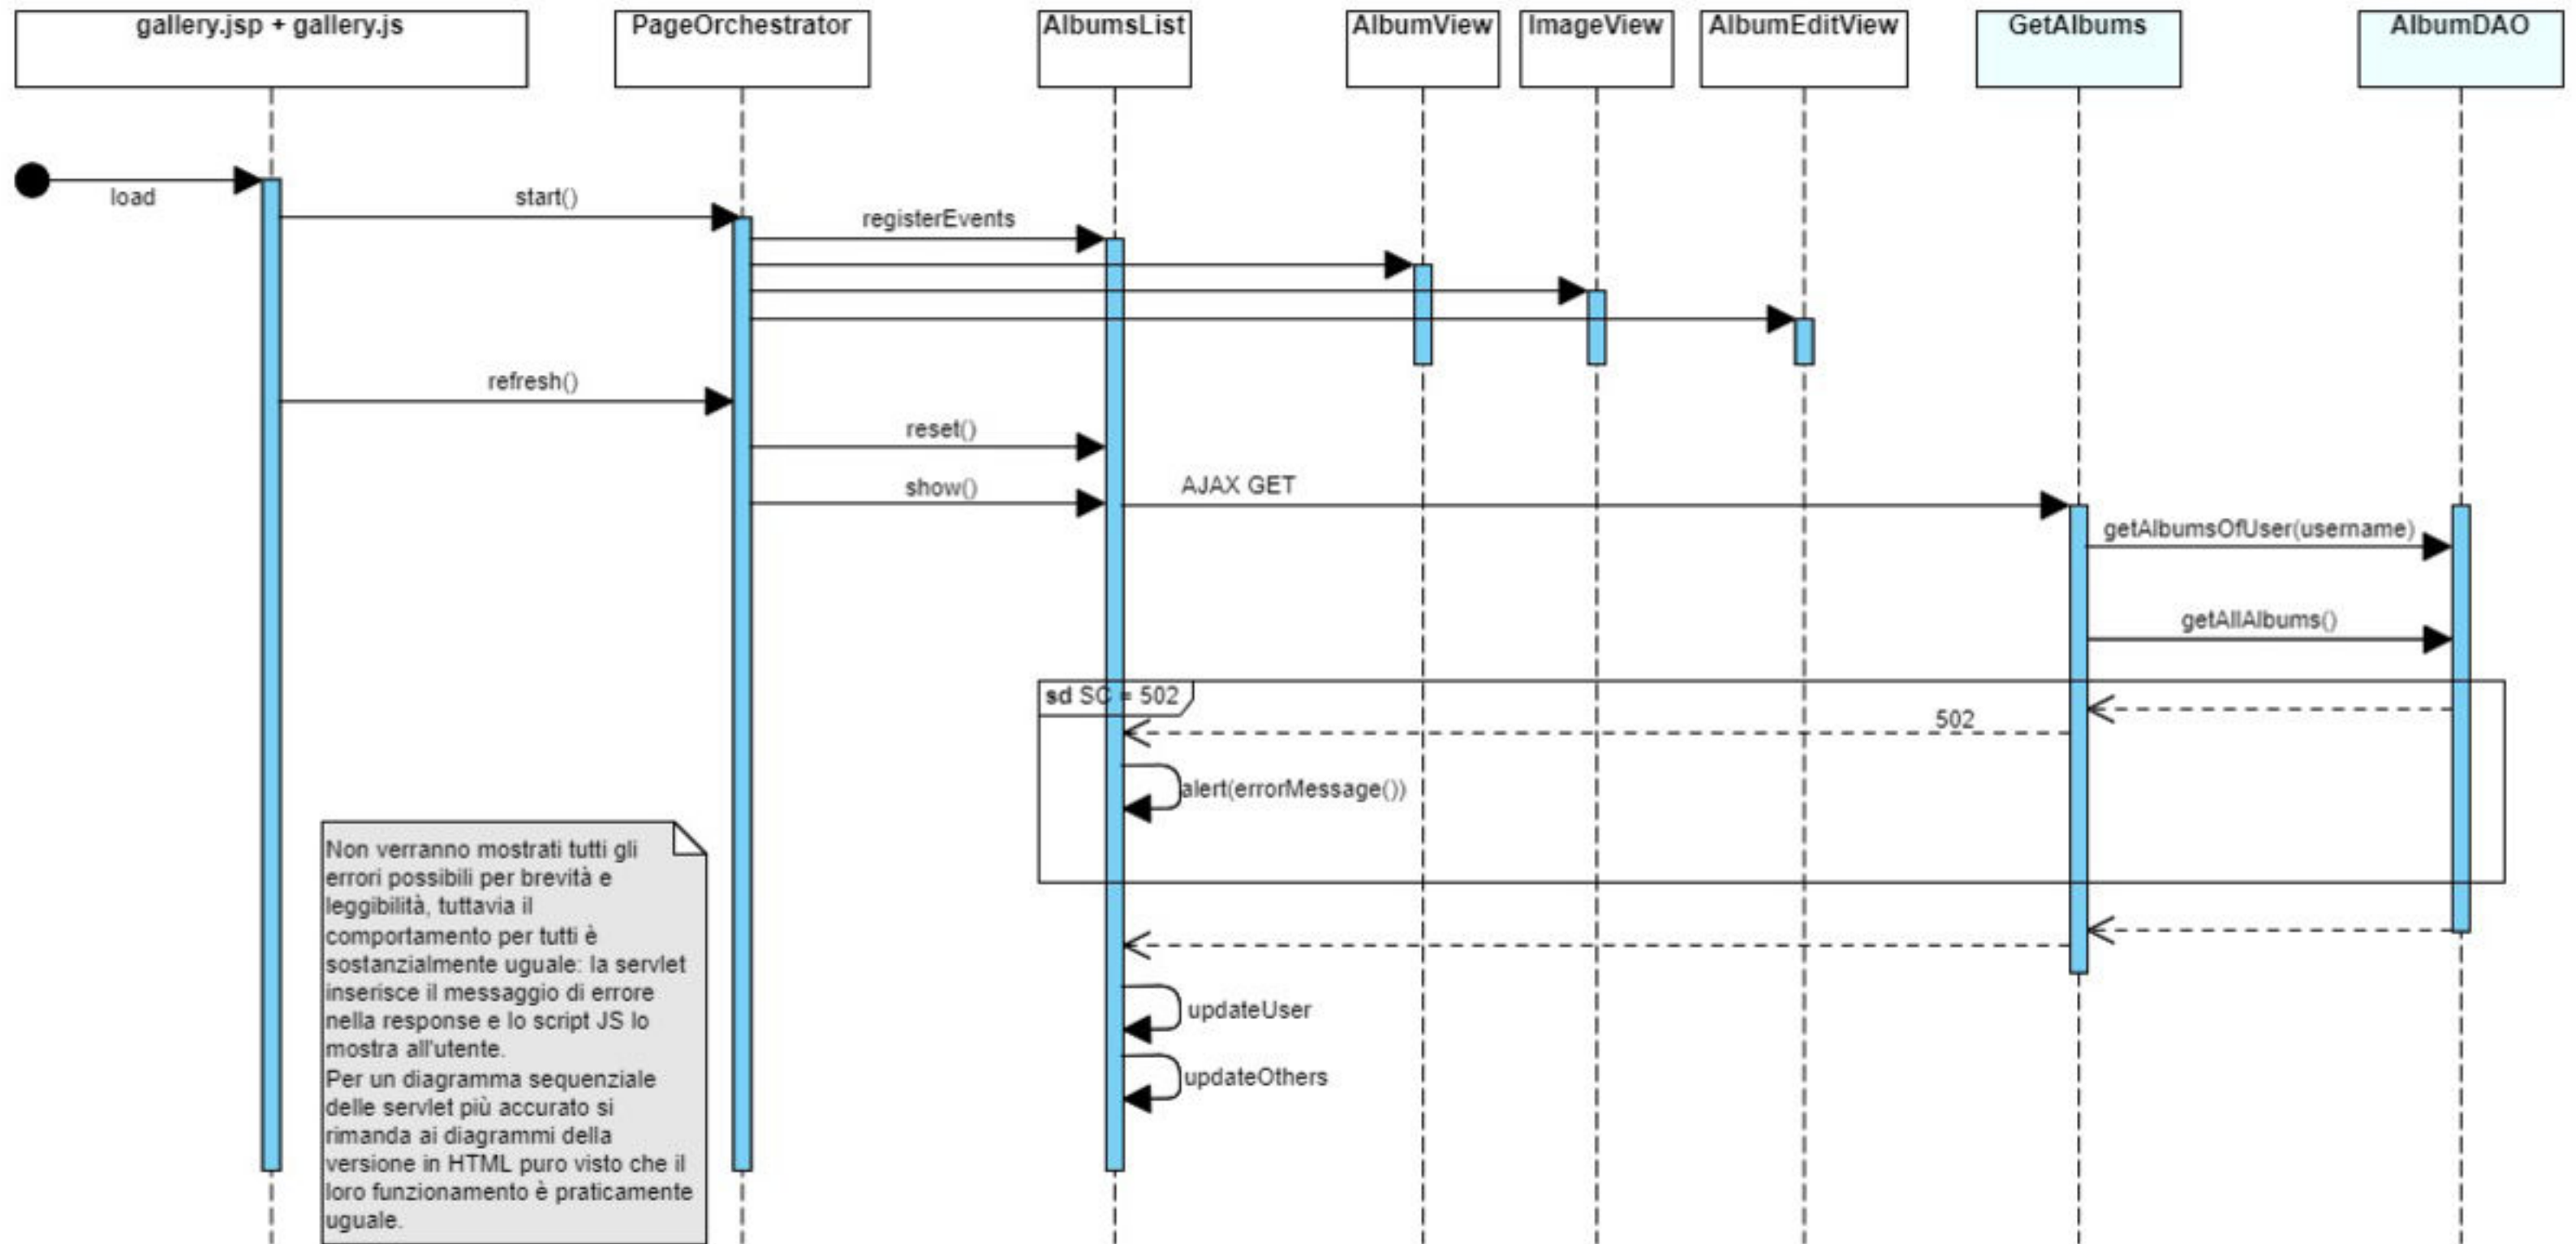 gallery.jsp + gallery.js
PageOrchestrator
AlbumsList
AlbumView
ImageView
AlbumEditView
GetAlbums
AlbumDAO
load
start()
registerEvents
refresh()
reset()
show()
AJAX GET
getAlbumsOfUser(username)
getAllAlbums()
sd SC = 502
502
alert(errorMessage())
updateUser
updateOthers
Non verranno mostrati tutti gli
errori possibili per brevità e
leggibilità, tuttavia il
comportamento per tutti è
sostanzialmente uguale: la servlet
inserisce il messaggio di errore
nella response e lo script JS lo
mostra all'utente.
Per un diagramma sequenziale
delle servlet più accurato si
rimanda ai diagrammi della
versione in HTML puro visto che il
loro funzionamento è praticamente
uguale.